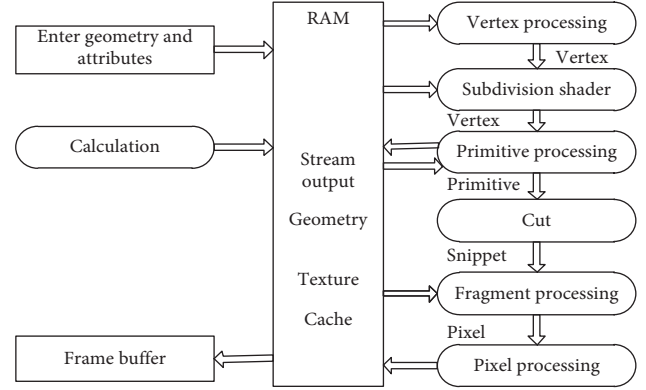 Enter geometry and
attributes
Calculation
Frame buffer
RAM
Stream
output
Geometry
Texture
Cache
Vertex processing
Vertex
Subdivision shader
Vertex
Primitive processing
Primitive
Cut
Snippet
Fragment processing
Pixel
Pixel processing